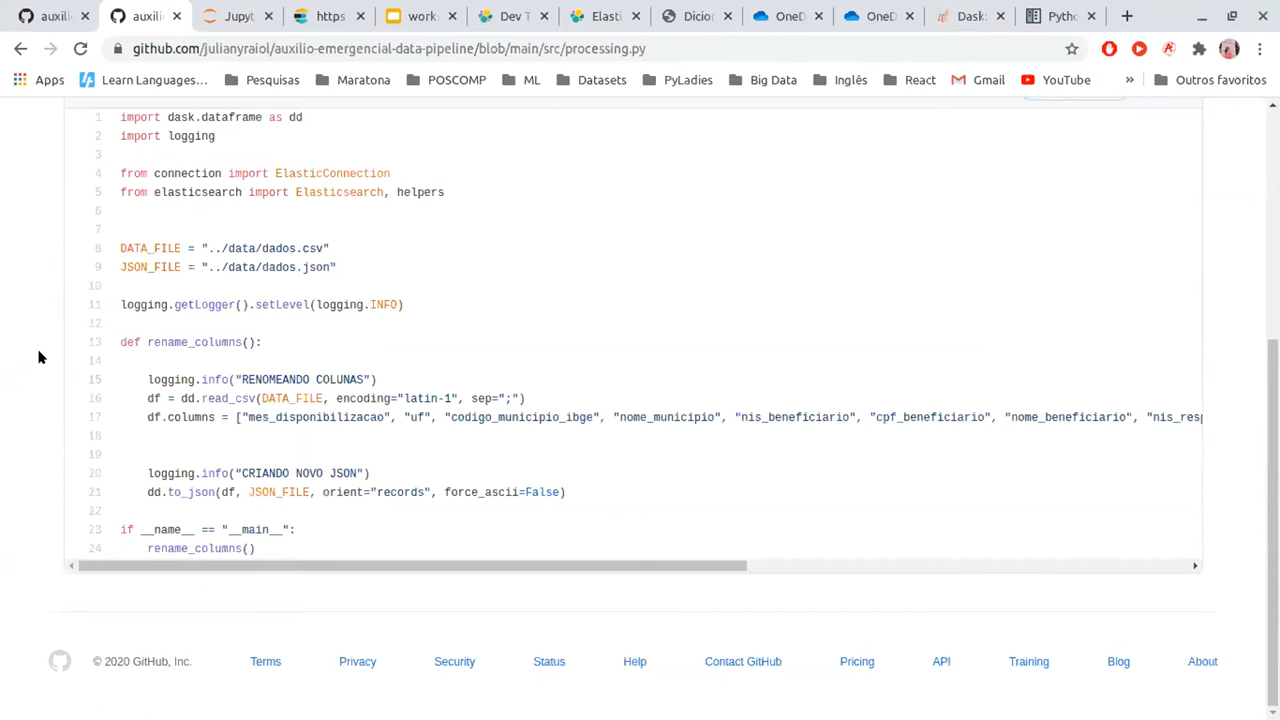 auxilio
auxilio
Jupyt
https
work
Dev T
Elasti
Dicior
OneD
OneD
Dask
Pytho
github.com/julianyraiol/auxilio-emergencial-data-pipeline/blob/main/src/processing.py
Apps
Learn Languages...
Pesquisas
Maratona
POSCOMP
ML
Datasets
PyLadies
Big Data
Inglês
React
Gmail
YouTube
»
Outros favoritos
1 import dask.dataframe as dd
2 import logging
3
4 from connection import ElasticConnection
5 from elasticsearch import Elasticsearch, helpers
6
7
8 DATA_FILE = "../data/dados.csv"
9 JSON_FILE = "../data/dados.json"
10
11 logging.getLogger().setLevel(logging.INFO)
12
13 def rename_columns():
14
15 logging.info("RENOMEANDO COLUNAS")
16 df = dd.read_csv(DATA_FILE, encoding="latin-1", sep=";")
17 df.columns = ["mes_disponibilizacao", "uf", "codigo_municipio_ibge", "nome_municipio", "nis_beneficiario", "cpf_beneficiario", "nome_beneficiario", "nis_resp
18
19
20 logging.info("CRIANDO NOVO JSON")
21 dd.to_json(df, JSON_FILE, orient="records", force_ascii=False)
22
23 if __name__ == "__main__":
24 rename_columns()
© 2020 GitHub, Inc.
Terms
Privacy
Security
Status
Help
Contact GitHub
Pricing
API
Training
Blog
About